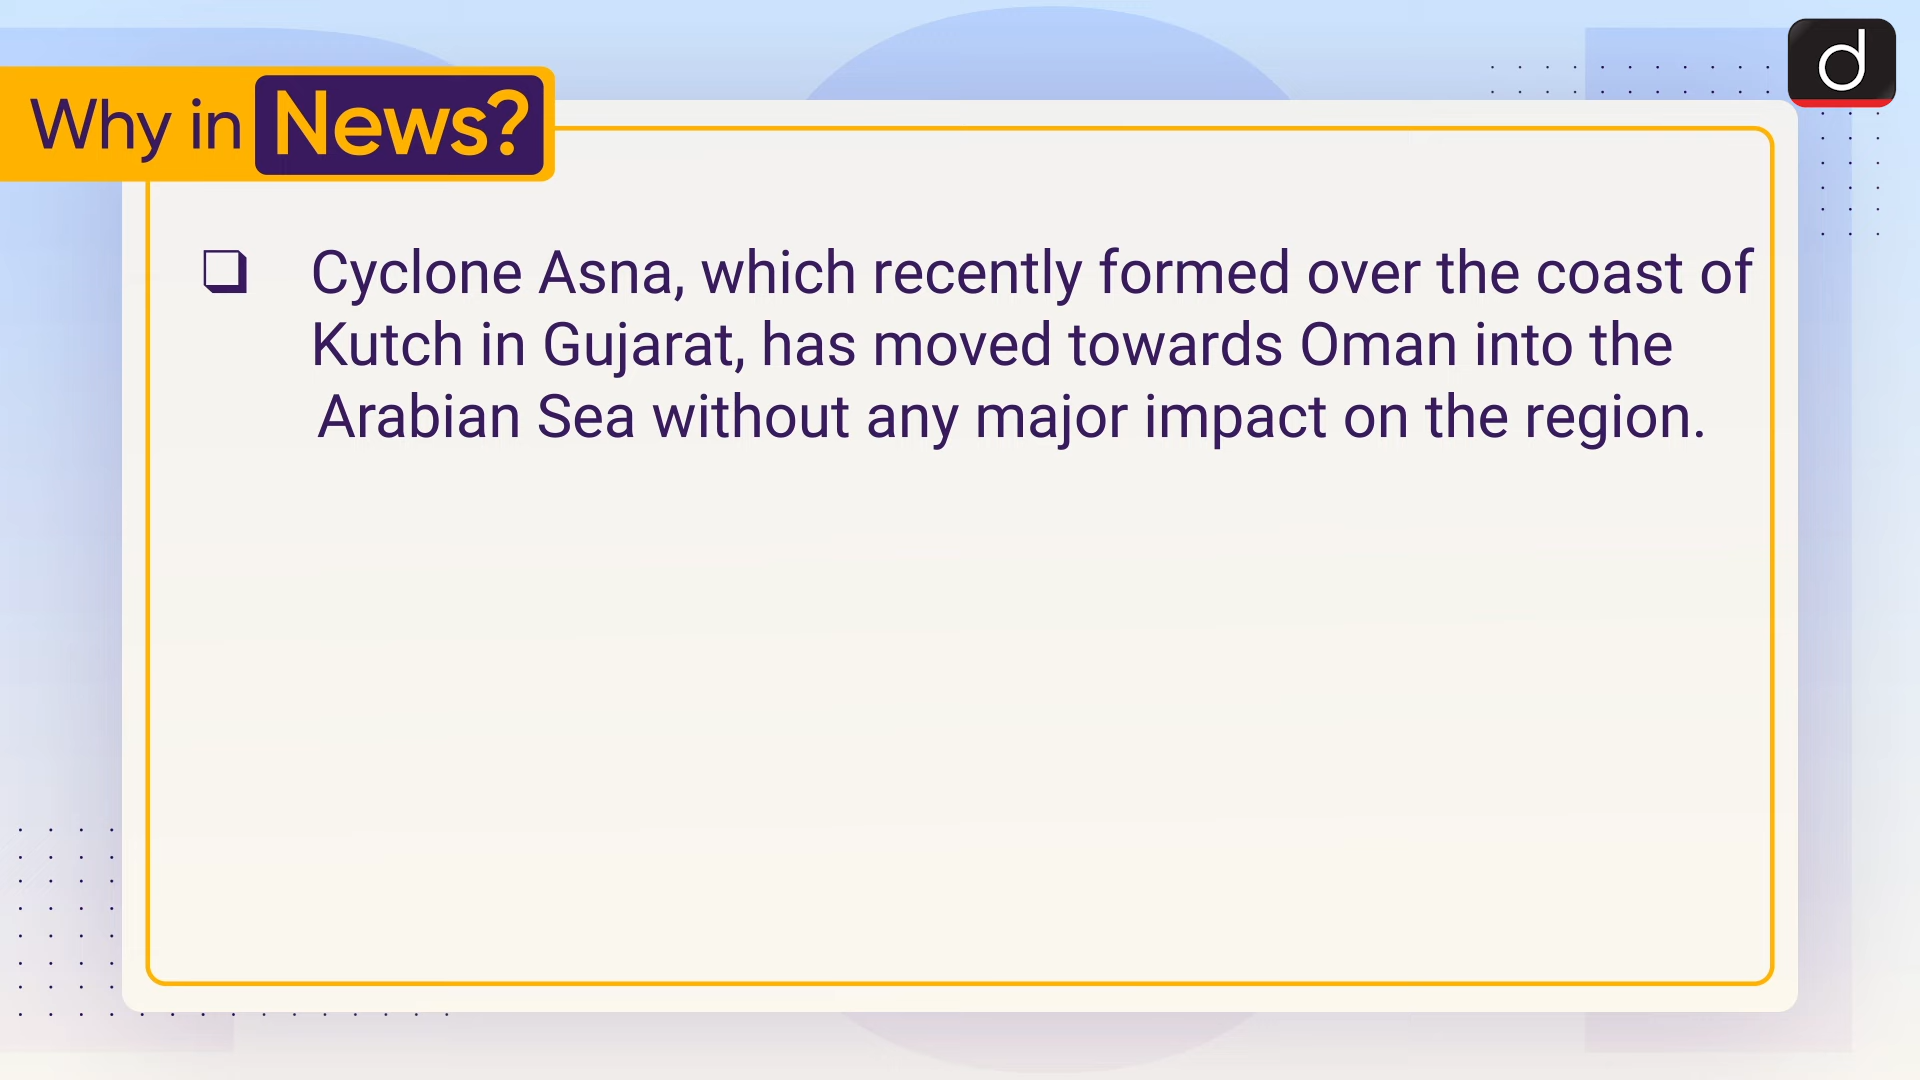 Why in News?
d
❑ Cyclone Asna, which recently formed over the coast of
Kutch in Gujarat, has moved towards Oman into the
Arabian Sea without any major impact on the region.